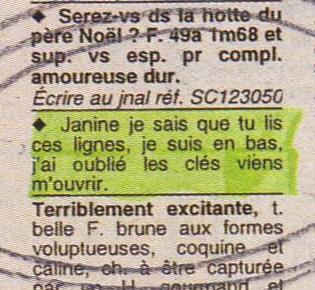 ◆ Serez-vs ds la hotte du
père Noël ? F. 49a 1m68 et
sup. vs esp. pr compl.
amoureuse dur.
Écrire au jnal réf. SC123050
◆ Janine je sais que tu lis
ces lignes, je suis en bas,
j'ai oublié les clés viens
m'ouvrir.
Terriblement excitante, t.
belle F. brune aux formes
voluptueuses, coquine et
câline, ch. à être capturée
par un H. gourmand et